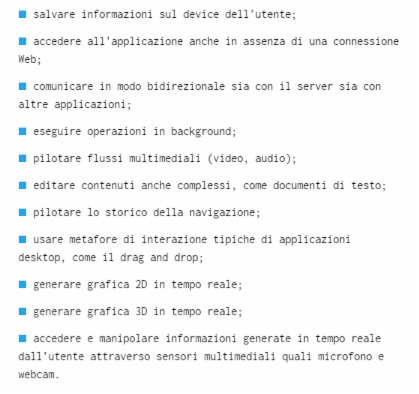 ■ salvare informazioni sul device dell'utente;
■ accedere all'applicazione anche in assenza di una connessione
Web;
■ comunicare in modo bidirezionale sia con il server sia con
altre applicazioni;
■ eseguire operazioni in background;
■ pilotare flussi multimediali (video, audio);
■ editare contenuti anche complessi, come documenti di testo;
■ pilotare lo storico della navigazione;
■ usare metafore di interazione tipiche di applicazioni
desktop, come il drag and drop;
■ generare grafica 2D in tempo reale;
■ generare grafica 3D in tempo reale;
■ accedere e manipolare informazioni generate in tempo reale
dall'utente attraverso sensori multimediali quali microfono e
webcam.